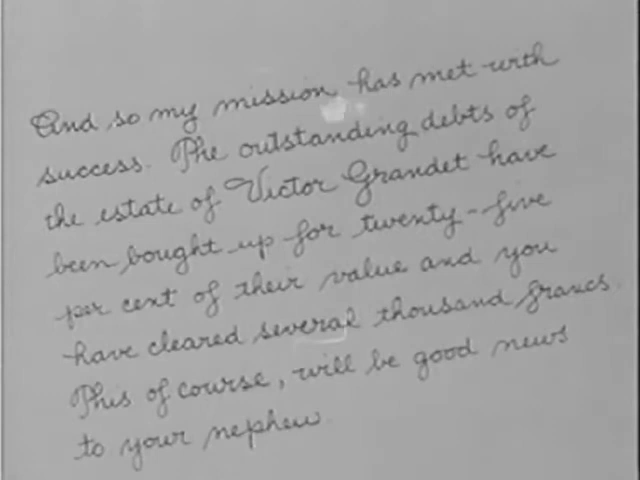 And so my mission has met with
success. The outstanding debts of
the estate of Victor Grandet have
been bought up for twenty-five
per cent of their value and you
have cleared several thousand francs.
This of course, will be good news
to your nephew